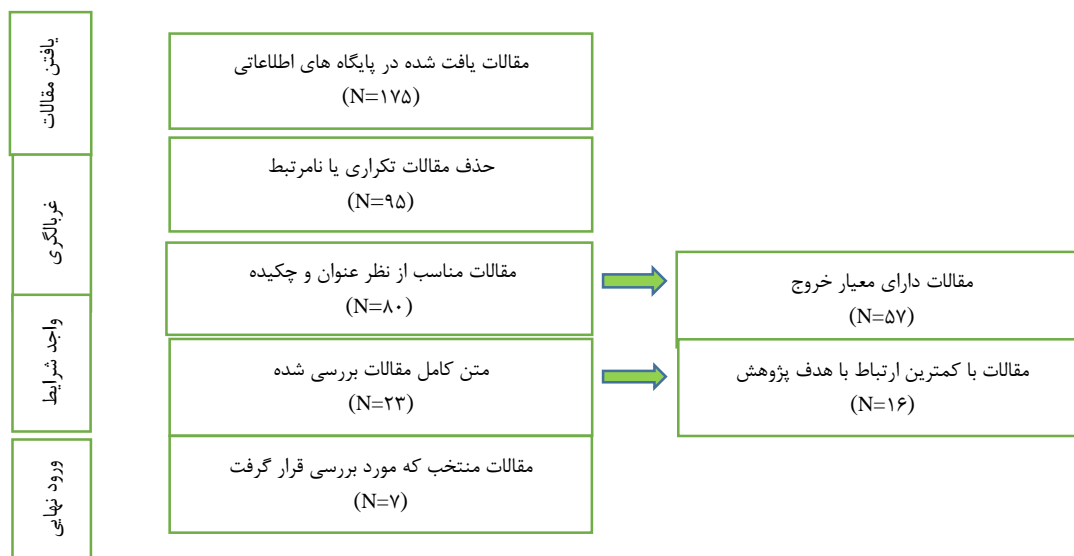 یافتن مقالات
غربالگری
واجد شرایط
ورود نهایی
مقالات یافت شده در پایگاه های اطلاعاتی
(N=۱۷۵)
حذف مقالات تکراری یا نامرتبط
(N=۹۵)
مقالات مناسب از نظر عنوان و چکیده
(N=۸۰)
مقالات دارای معیار خروج
(N=۵۷)
متن کامل مقالات بررسی شده
(N=۲۳)
مقالات با کمترین ارتباط با هدف پژوهش
(N=۱۶)
مقالات منتخب که مورد بررسی قرار گرفت
(N=۷)